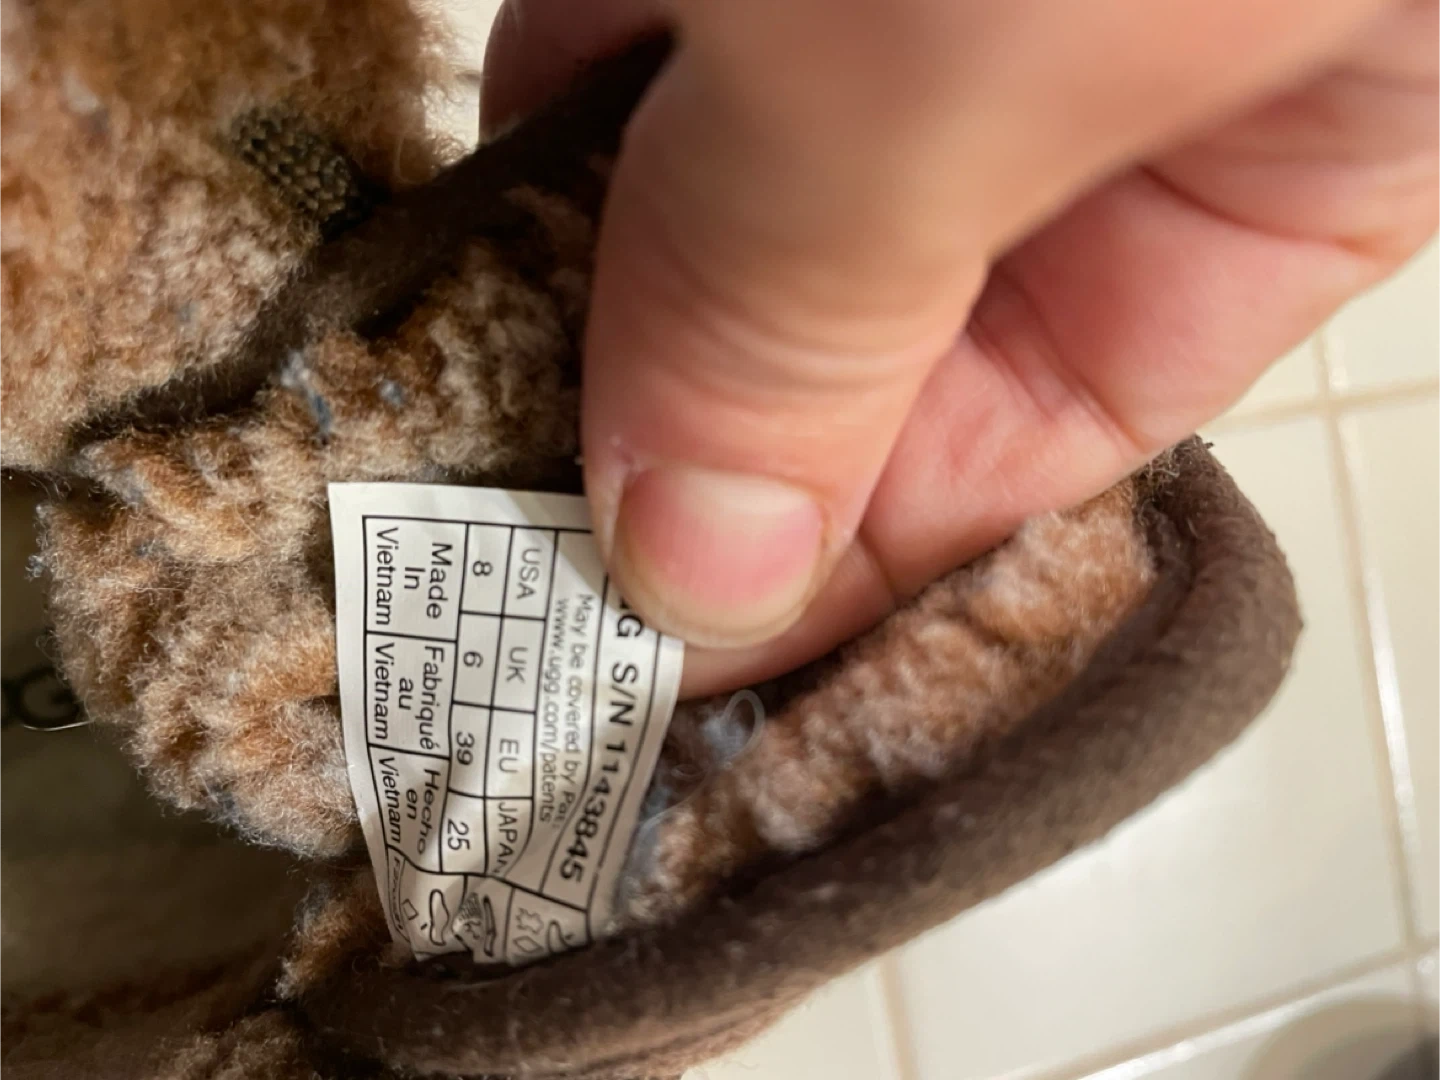 G S/N 1143845
May be covered by Pat.
www.ugg.com/patents
USA UK EU JAPAN
8 6 39 25
Made In Vietnam
Fabriqué au Vietnam
Hecho en Vietnam